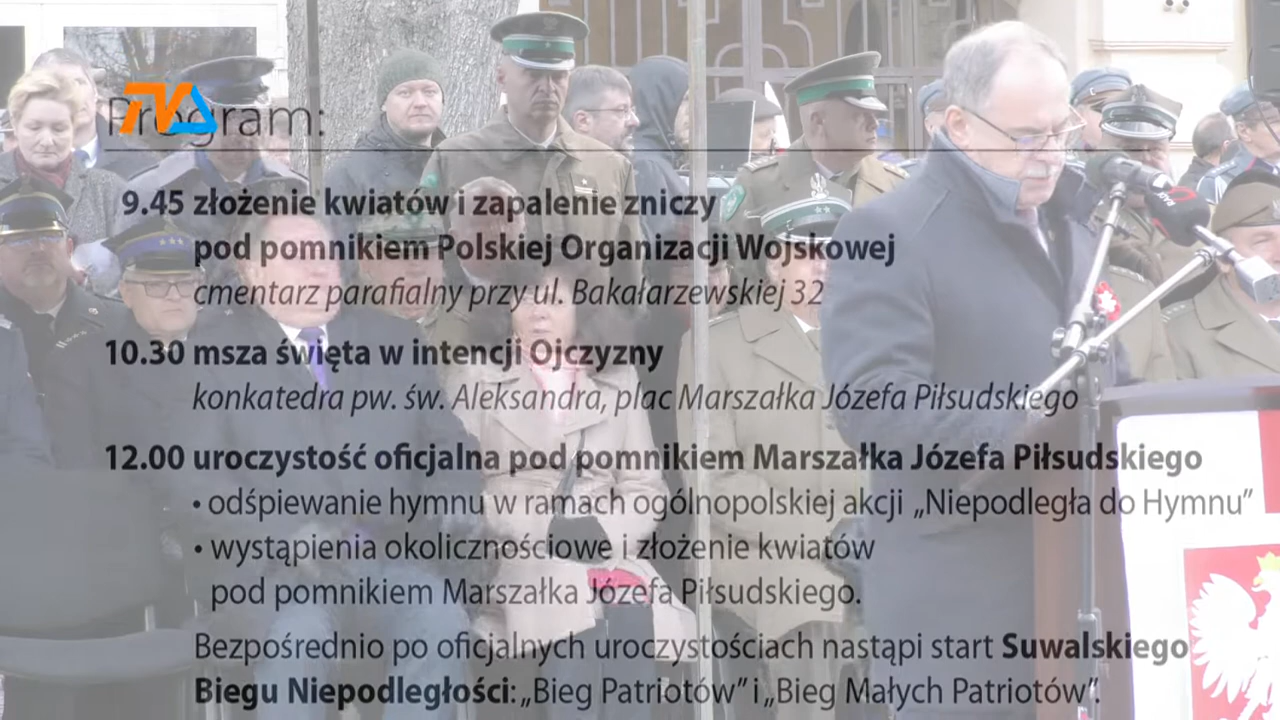 Program:
TVS
9.45 złożenie kwiatów i zapalenie zniczy
pod pomnikiem Polskiej Organizacji Wojskowej
cmentarz parafialny przy ul. Bakałarzewskiej 32
10.30 msza święta w intencji Ojczyzny
konkatedra pw. św. Aleksandra, plac Marszałka Józefa Piłsudskiego
12.00 uroczystość oficjalna pod pomnikiem Marszałka Józefa Piłsudskiego
• odśpiewanie hymnu w ramach ogólnopolskiej akcji „Niepodległa do Hymnu”
• wystąpienia okolicznościowe i złożenie kwiatów
pod pomnikiem Marszałka Józefa Piłsudskiego.
Bezpośrednio po oficjalnych uroczystościach nastąpi start Suwalskiego
Biegu Niepodległości: „Bieg Patriotów” i „Bieg Małych Patriotów”.